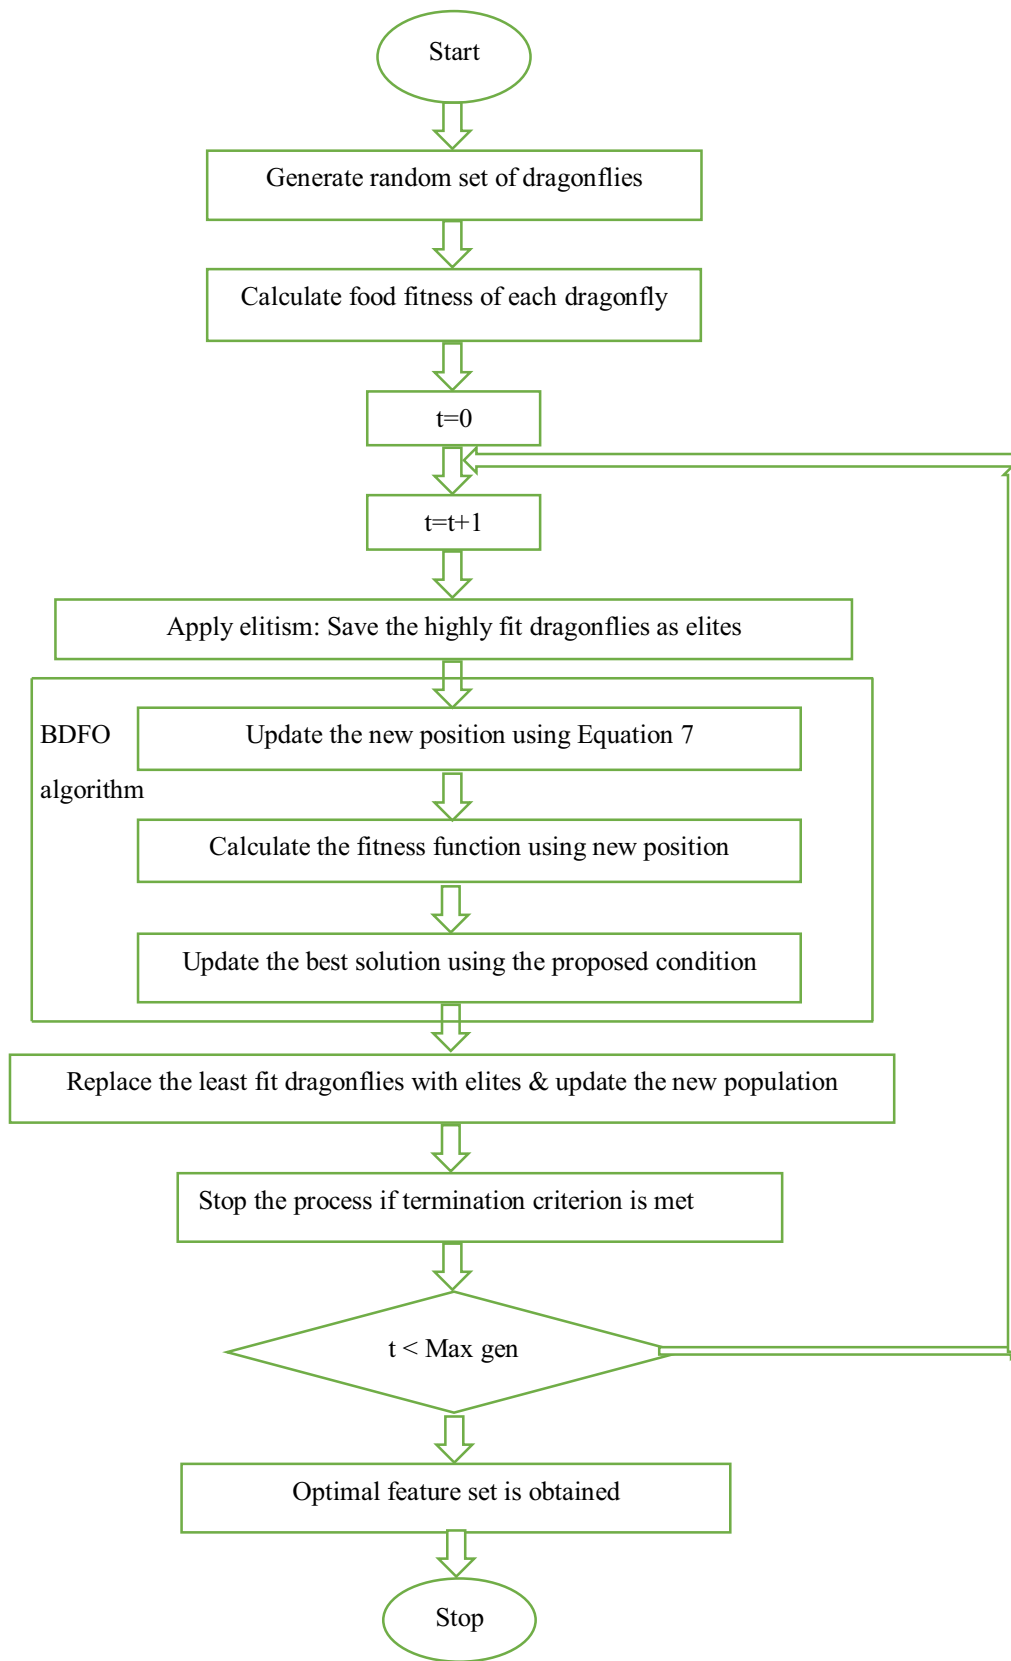 Start
Generate random set of dragonflies
Calculate food fitness of each dragonfly
t=0
t=t+1
Apply elitism: Save the highly fit dragonflies as elites
BDFO
algorithm
Update the new position using Equation 7
Calculate the fitness function using new position
Update the best solution using the proposed condition
Replace the least fit dragonflies with elites & update the new population
Stop the process if termination criterion is met
t < Max gen
Optimal feature set is obtained
Stop